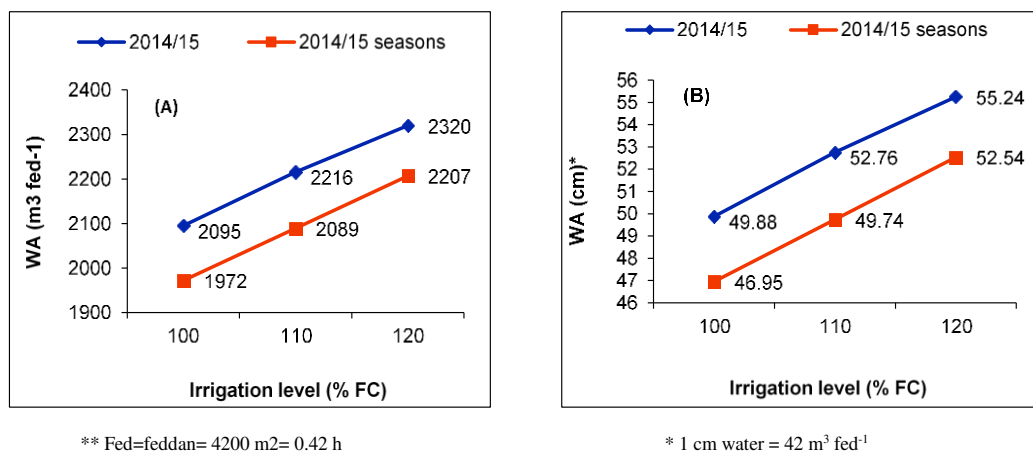 2014/15 2014/15 seasons
(A)
WA (m3 fed-1)
2400
2300
2200
2100
2000
1900
2320
2216
2207
2095
2089
1972
100 110 120
Irrigation level (% FC)
** Fed=feddan= 4200 m2= 0.42 h
2014/15 2014/15 seasons
(B)
WA (cm)*
56
55
54
53
52
51
50
49
48
47
46
55.24
52.76
52.54
49.88
49.74
46.95
100 110 120
Irrigation level (% FC)
* 1 cm water = 42 m³ fed⁻¹